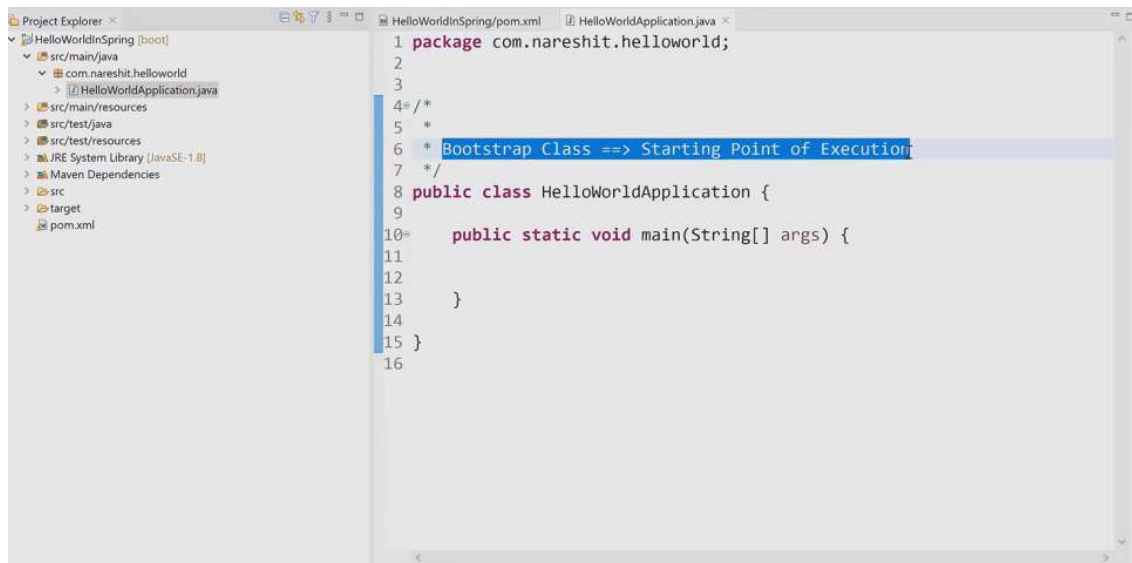 Project Explorer
HelloWorldInSpring [boot]
src/main/java
com.nareshit.helloworld
HelloWorldApplication.java
src/main/resources
src/test/java
src/test/resources
JRE System Library [JavaSE-1.8]
Maven Dependencies
src
target
pom.xml
HelloWorldInSpring/pom.xml
HelloWorldApplication.java
1 package com.nareshit.helloworld;
2
3
4 /*
5 *
6 * Bootstrap Class ==> Starting Point of Execution
7 */
8 public class HelloWorldApplication {
9
10 public static void main(String[] args) {
11
12
13 }
14
15 }
16